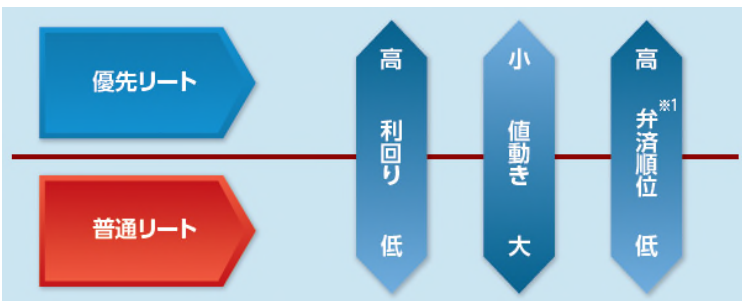 優先リート
普通リート
高 利回り 低
小 値動き 大
高 弁済順位※1 低